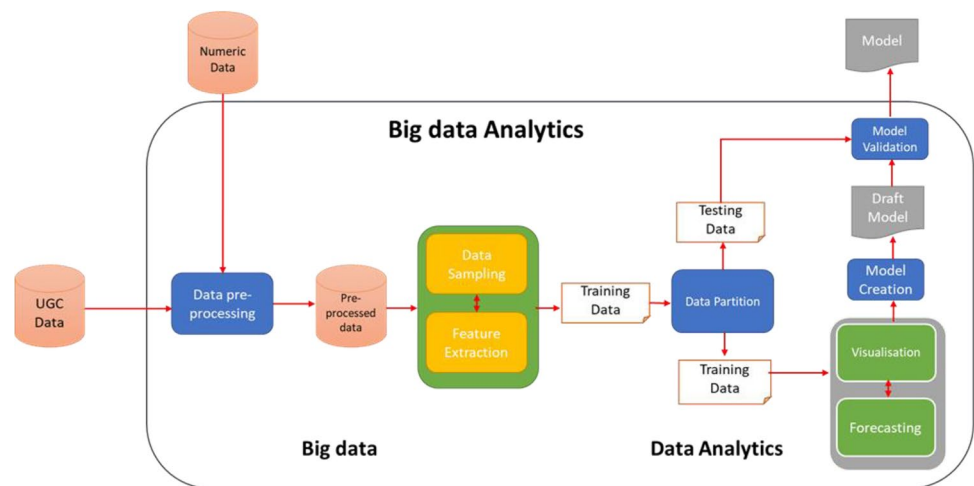 Numeric
Data
Model
Big data Analytics
Model
Validation
Testing
Data
Draft
Model
Data
Sampling
UGC
Data
Data pre-
processing
Pre-
processed
data
Feature
Extraction
Training
Data
Data Partition
Model
Creation
Training
Data
Visualisation
Forecasting
Big data
Data Analytics